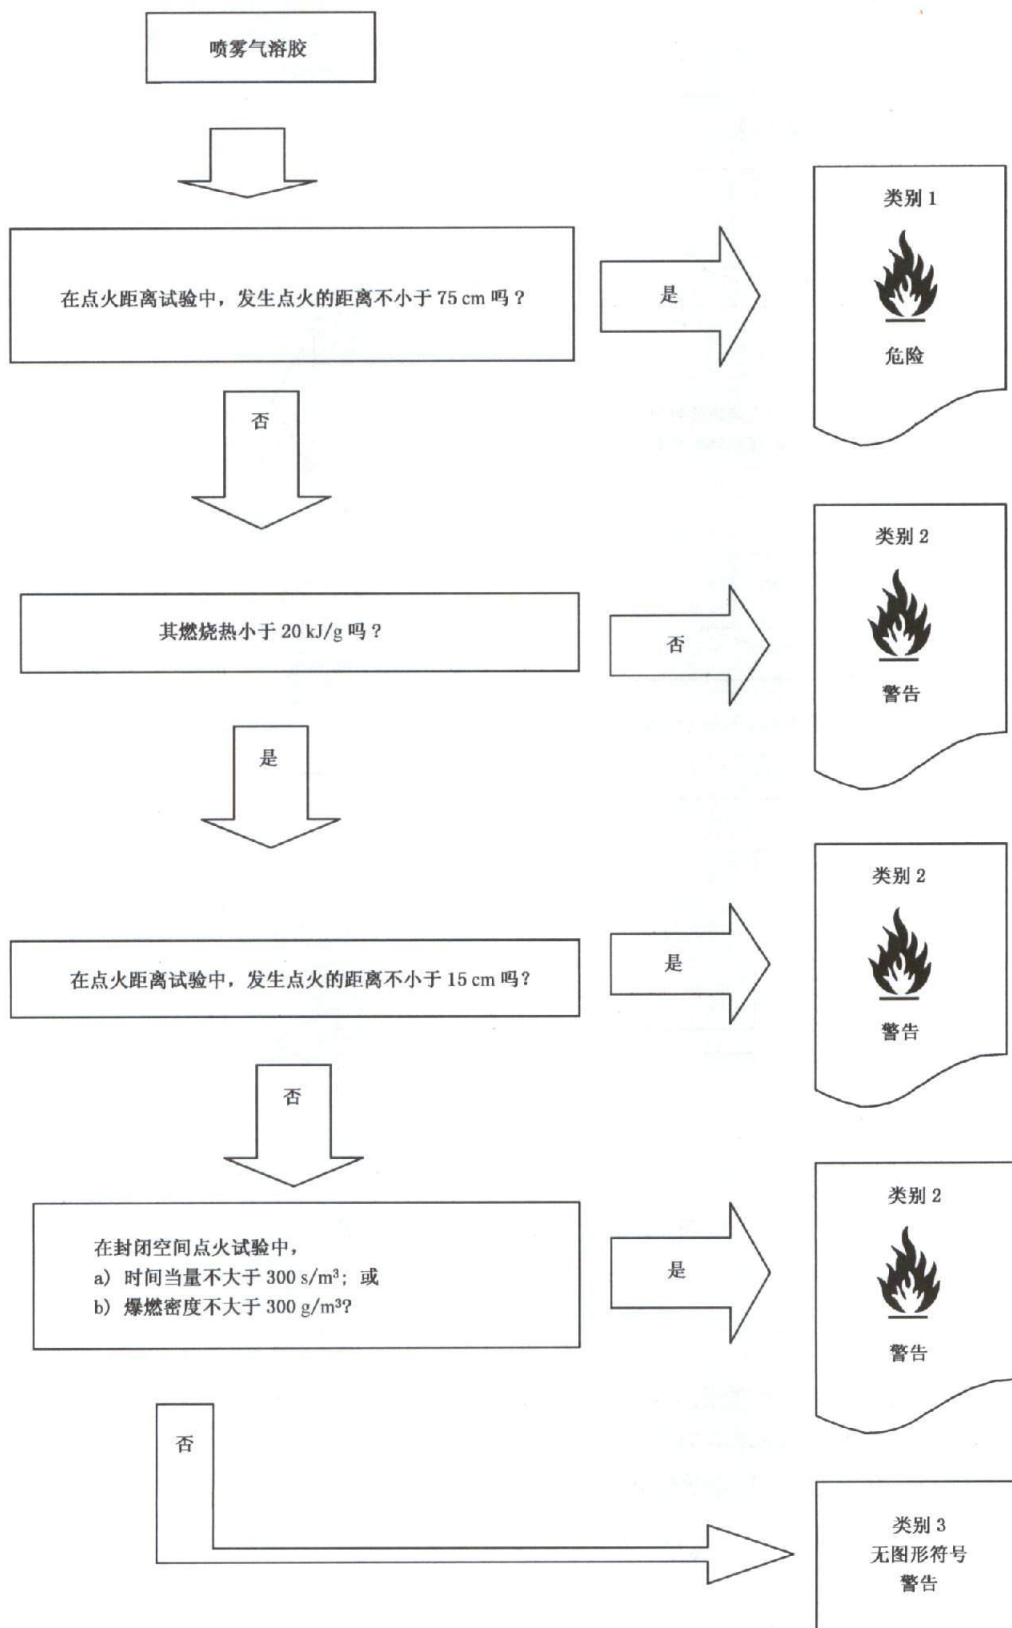 喷雾气溶胶
在点火距离试验中，发生点火的距离不小于 75 cm 吗？
是
类别 1
危险
否
其燃烧热小于 20 kJ/g 吗？
否
类别 2
警告
是
在点火距离试验中，发生点火的距离不小于 15 cm 吗？
是
类别 2
警告
否
在封闭空间点火试验中，
a) 时间当量不大于 300 s/m³；或
b) 爆燃密度不大于 300 g/m³?
是
类别 2
警告
否
类别 3
无图形符号
警告